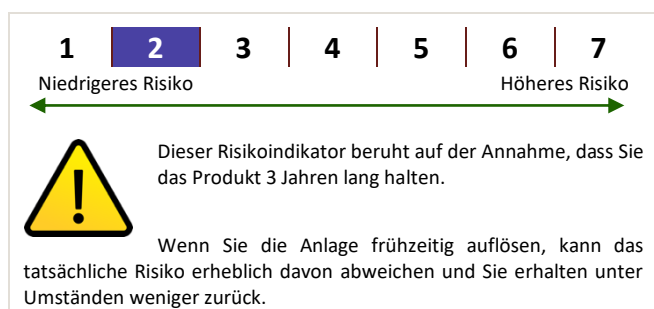 1 2 3 4 5 6 7
Niedrigeres Risiko Höheres Risiko
Dieser Risikoindikator beruht auf der Annahme, dass Sie
das Produkt 3 Jahren lang halten.
Wenn Sie die Anlage frühzeitig auflösen, kann das
tatsächliche Risiko erheblich davon abweichen und Sie erhalten unter
Umständen weniger zurück.